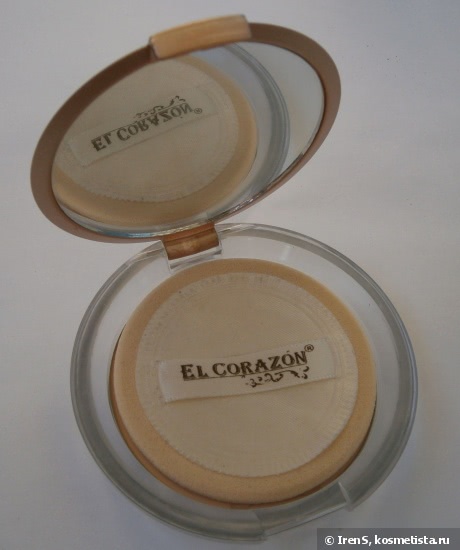 EL CORAZÓN®
EL CORAZÓN®
© IrenS, kosmetista.ru